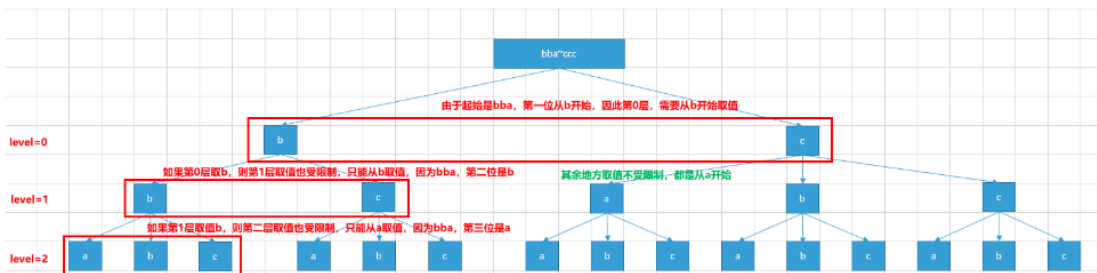 bba~ccc
由于起始是bba，第一位从b开始，因此第0层，需要从b开始取值
level=0
b
c
如果第0层取b，则第1层取值也受限制，只能从b取值，因为bba，第二位是b
其余地方取值不受限制，都是从a开始
level=1
b
c
a
b
c
如果第1层取值b，则第二层取值也受限制，只能从a取值，因为bba，第三位是a
level=2
a
b
c
a
b
c
a
b
c
a
b
c
a
b
c